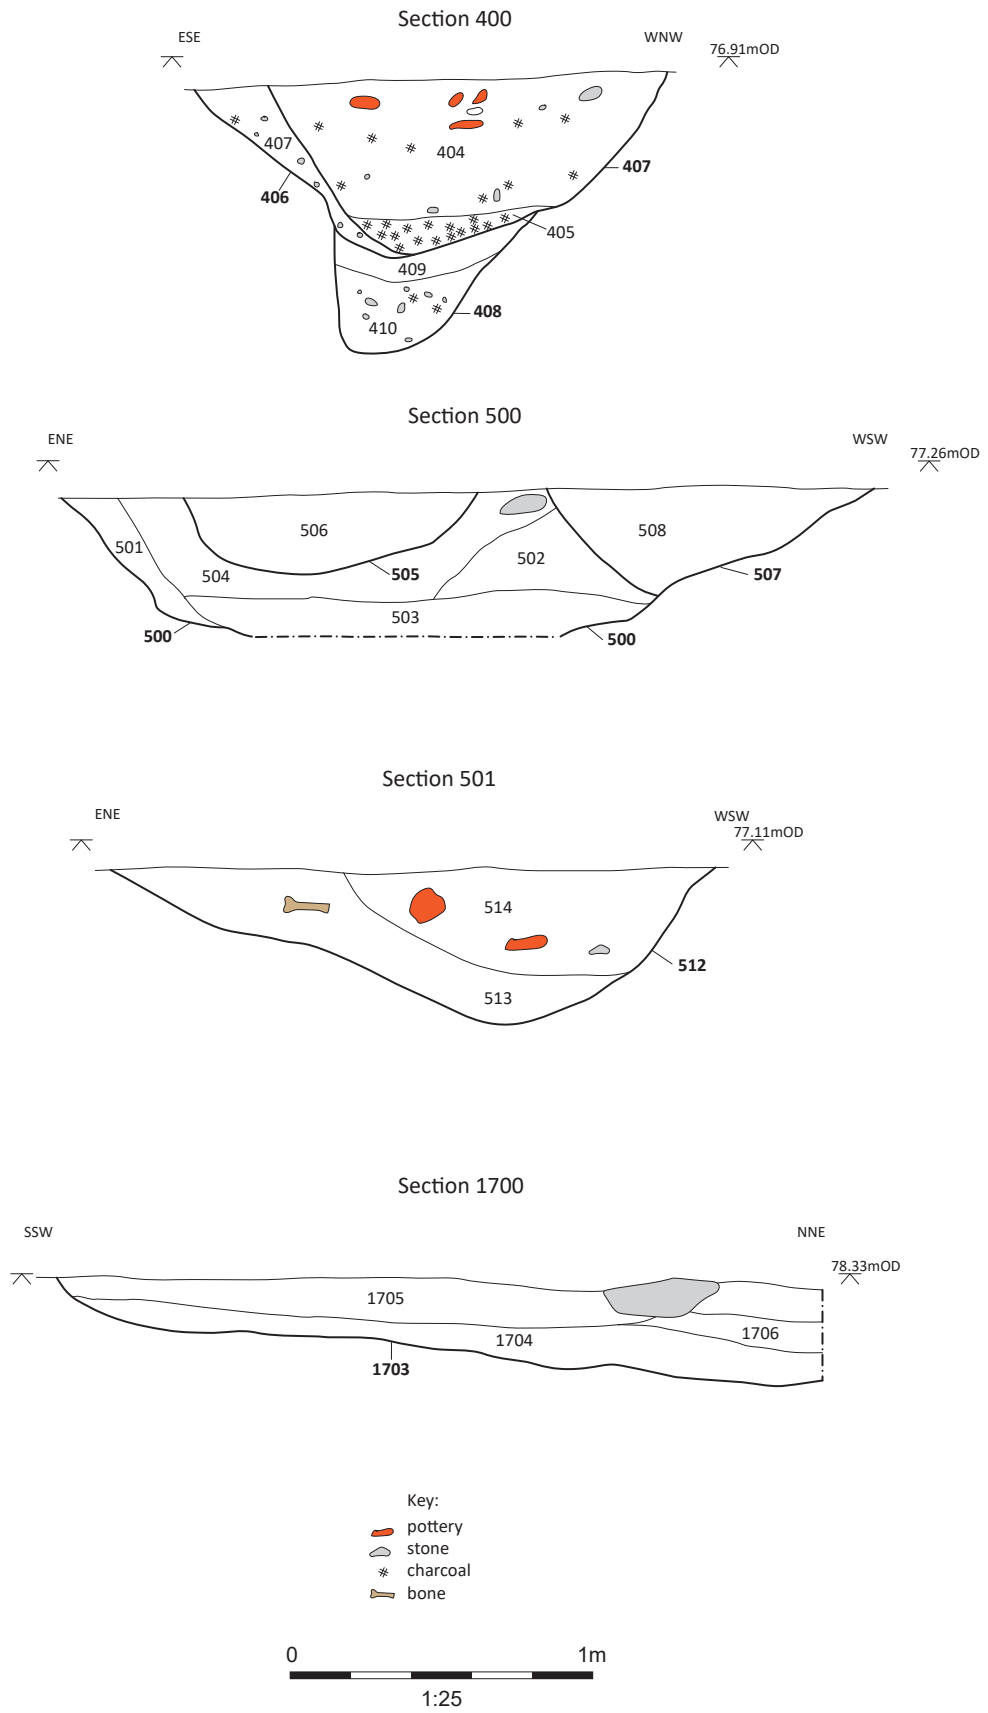 Section 400
ESE
WNW
76.91mOD
407
404
407
406
405
409
408
410
Section 500
ENE
WSW
77.26mOD
501
506
502
508
504
505
507
503
500
500
Section 501
ENE
WSW
77.11mOD
514
512
513
Section 1700
SSW
NNE
78.33mOD
1705
1704
1706
1703
Key:
pottery
stone
charcoal
bone
0 1m
1:25